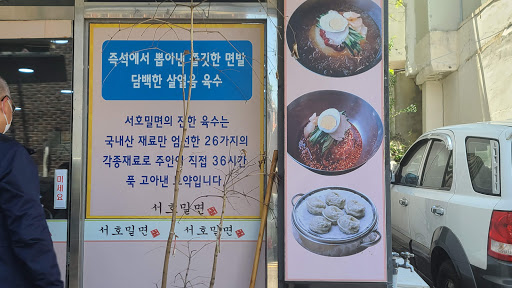 즉석에서 뽑아낸 쫄깃한 면발
담백한 살얼음 육수
서호밀면의 진한 육수는
국내산 재료만 엄선한 26가지의
각종재료로 주인이 직접 36시간
푹 고아낸 보약입니다
서호밀면
서호밀면 서호밀면
미세요